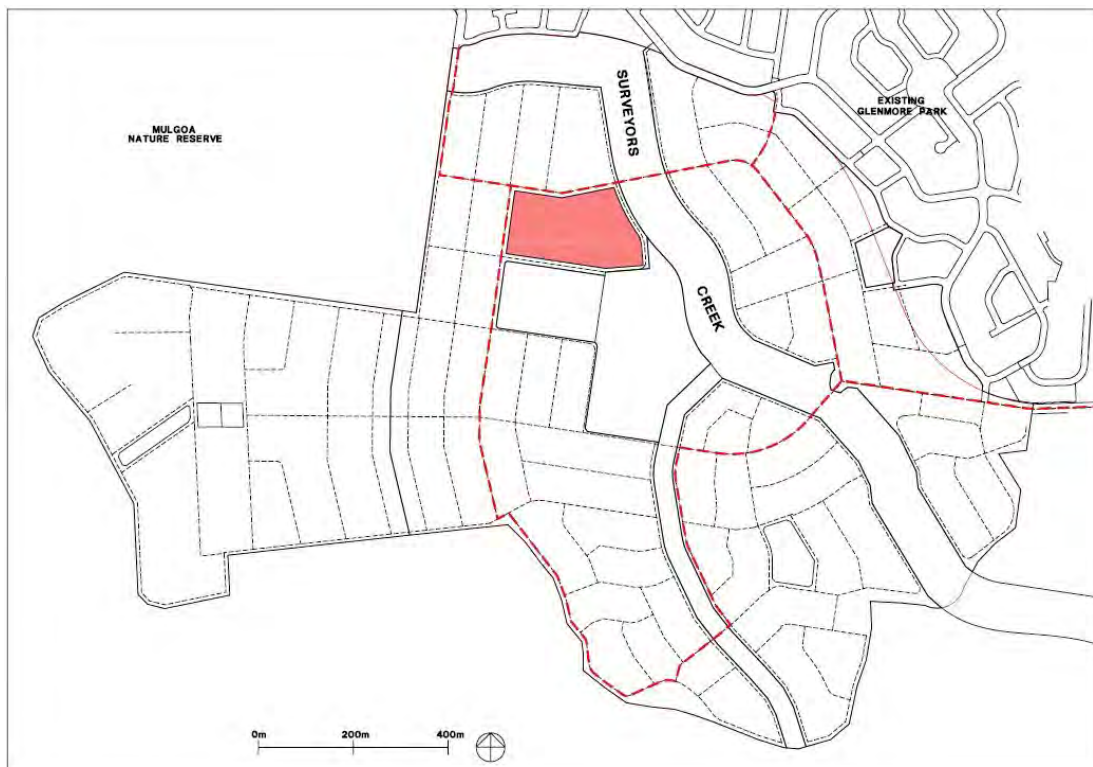 SURVEYORS
CREEK
EXISTING
GLENMORE PARK
MULGOA
NATURE RESERVE
0m 200m 400m